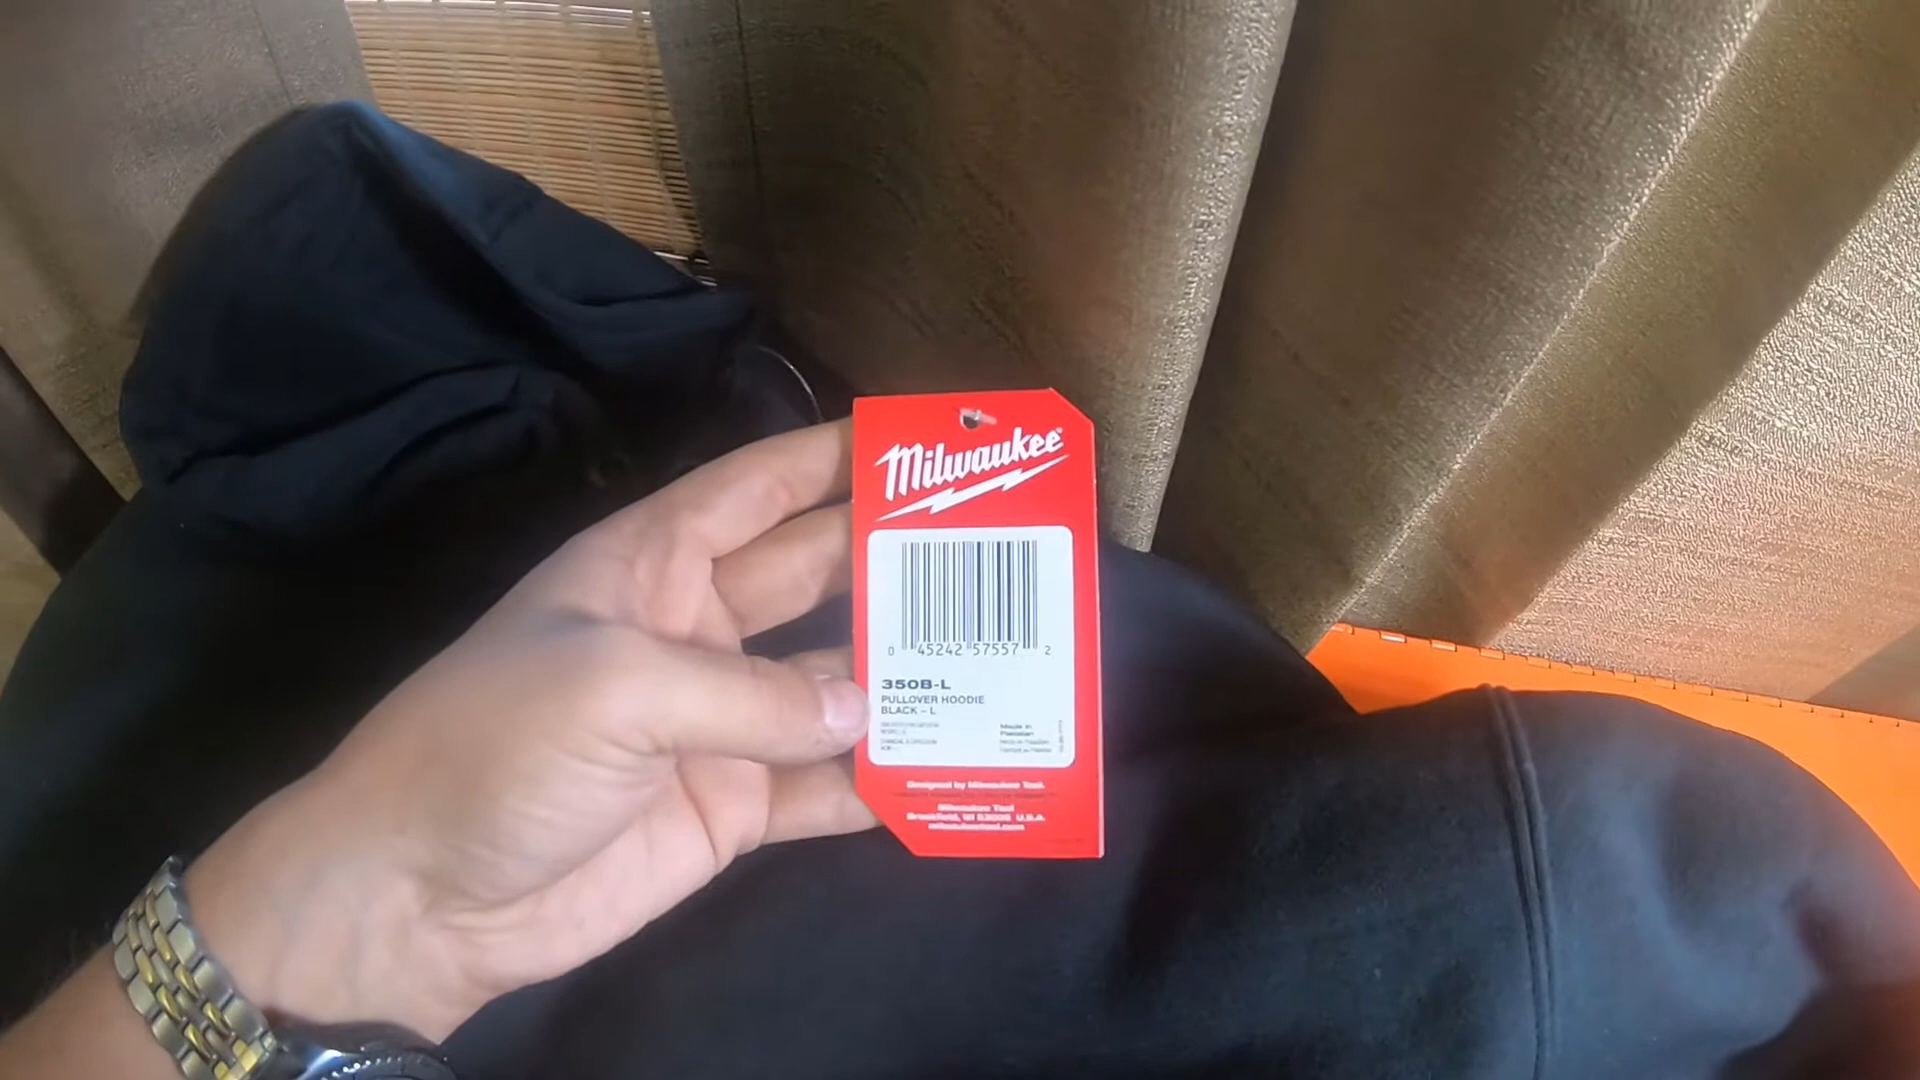 Milwaukee
0 45242 57557 2
350B-L
PULLOVER HOODIE
BLACK – L
Made in
Pakistan
Designed by Milwaukee Tool.
Milwaukee Tool
Brookfield, WI 53005 U.S.A.
milwaukeetool.com